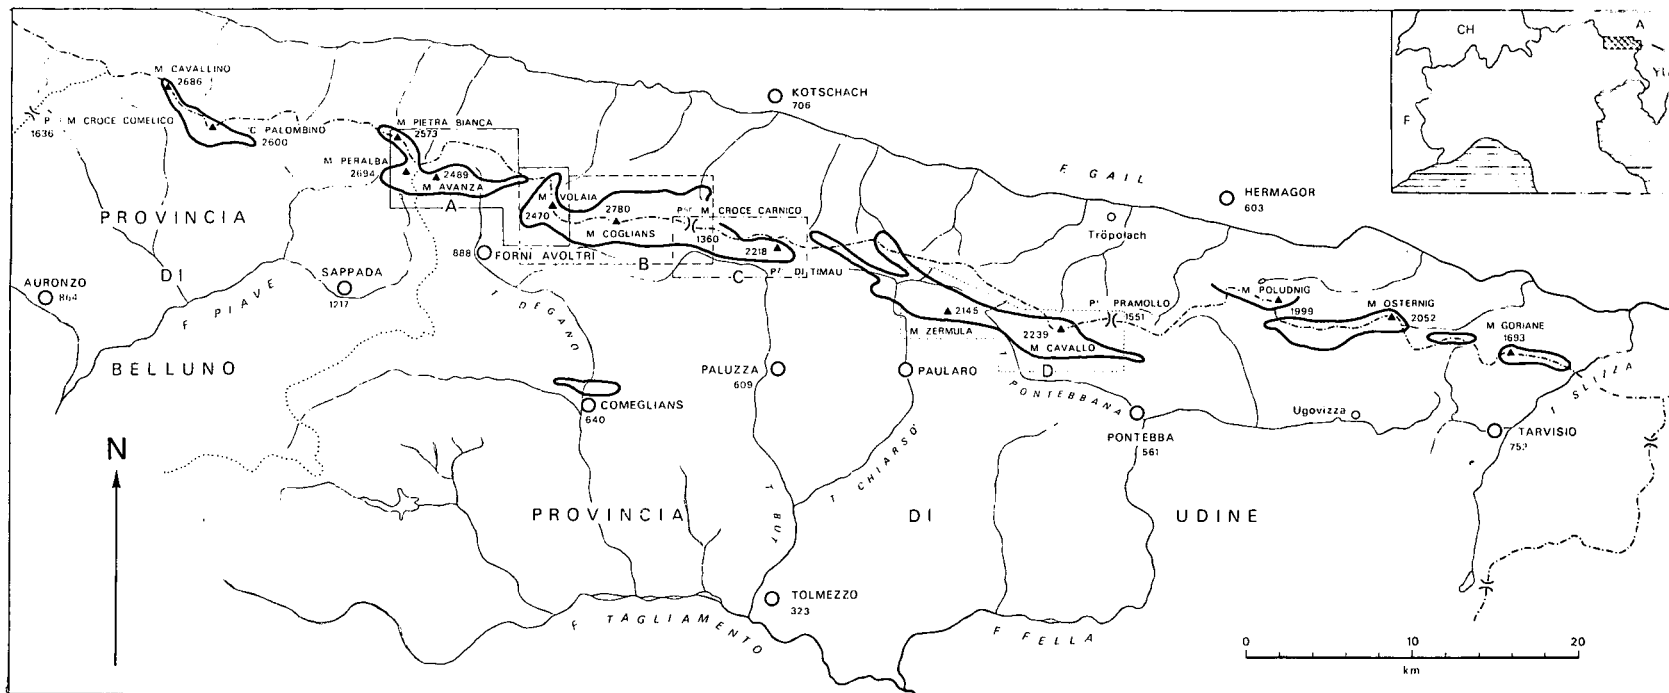 CH
A
F
M CAVALLINO
2686
P
M CROCE COMELICO
1636
C. PALOMBINO
2600
KOTSCHACH
706
M PIETRA BIANCA
2573
M PERALBA
2694
2489
M AVANZA
A
F. GAIL
HERMAGOR
603
PROVINCIA
M VOLAIA
2470
2780
M COGLIANS
B
M CROCE CARNICO
1360
2218
C
DI TIMAU
Tröpolach
888
FORNI AVOLTRI
AURONZO
864
DI
SAPPADA
1217
F PIAVE
T DEGANO
M POLUDNIG
1999
M OSTERNIG
2052
M GORIANE
1693
PRAMOLLO
1551
2145
M ZERMULA
2239
M CAVALLO
D
BELLUNO
PALUZZA
609
PAULARO
T PONTEBBANA
COMEGLIANS
640
PONTEBBA
561
Ugovizza
TARVISIO
T SLIZZA
N
T CHIARSO'
T BUT
PROVINCIA
DI
UDINE
TOLMEZZO
323
F TAGLIAMENTO
F FELLA
0 10 20
km